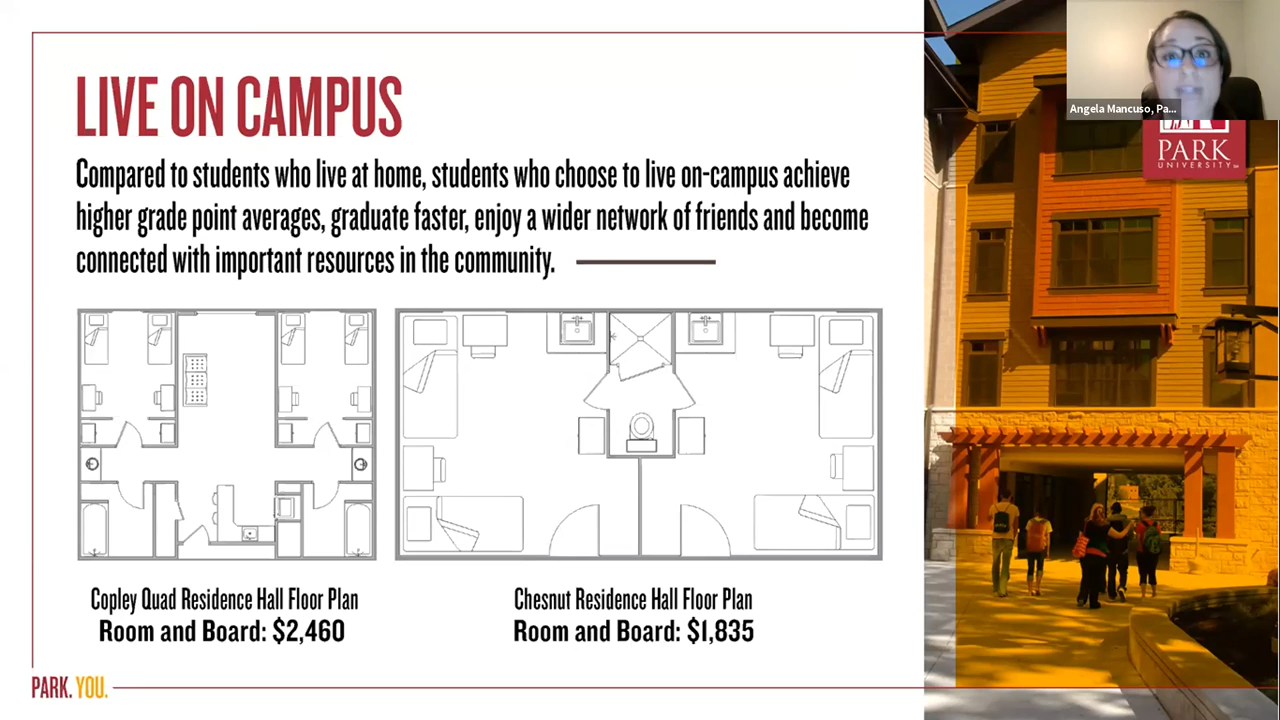 LIVE ON CAMPUS
Compared to students who live at home, students who choose to live on-campus achieve
higher grade point averages, graduate faster, enjoy a wider network of friends and become
connected with important resources in the community.
Copley Quad Residence Hall Floor Plan
Room and Board: $2,460
Chesnut Residence Hall Floor Plan
Room and Board: $1,835
PARK. YOU.
Angela Mancuso, Pa...
PARK
UNIVERSITY